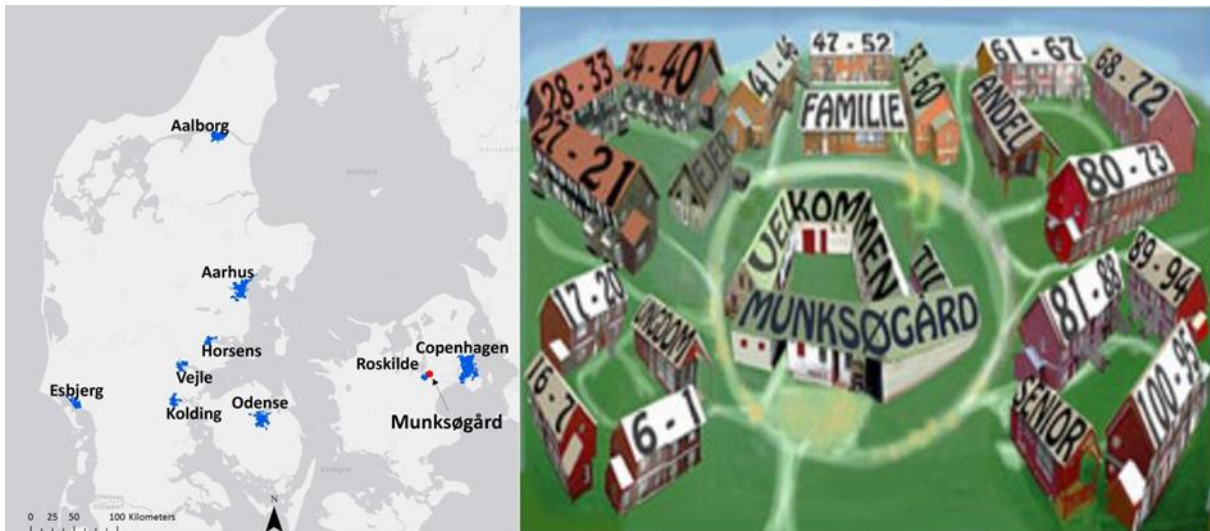 Aalborg
Aarhus
Horsens
Vejle
Esbjerg
Kolding
Odense
Roskilde
Copenhagen
Munksøgård
N
0 25 50 100 Kilometers
28 - 33
34 - 40
41 - 46
47 - 52
FAMILIE
53 - 60
61 - 67
68 - 72
ANDEL
27 - 21
EJER
80 - 73
VELKOMMEN
TIL
MUNKSØGÅRD
17 - 20
UNGDOM
16 - 7
6 - 1
81 - 88
89 - 94
SENIOR
100 - 95